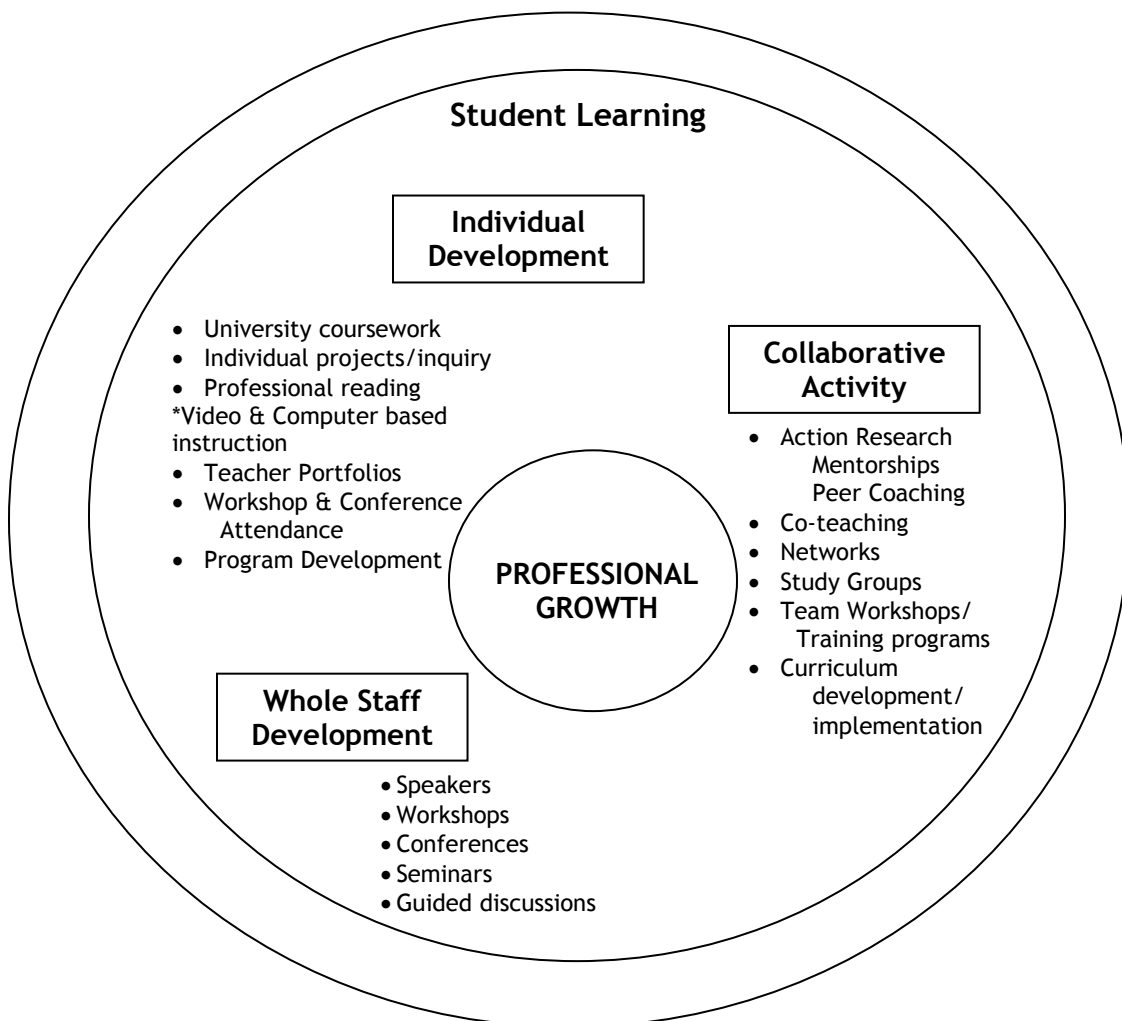 Student Learning
Individual
Development
• University coursework
• Individual projects/inquiry
• Professional reading
*Video & Computer based
instruction
• Teacher Portfolios
• Workshop & Conference
Attendance
• Program Development
Collaborative
Activity
• Action Research
Mentorships
Peer Coaching
• Co-teaching
• Networks
• Study Groups
• Team Workshops/
Training programs
• Curriculum
development/
implementation
PROFESSIONAL
GROWTH
Whole Staff
Development
• Speakers
• Workshops
• Conferences
• Seminars
• Guided discussions